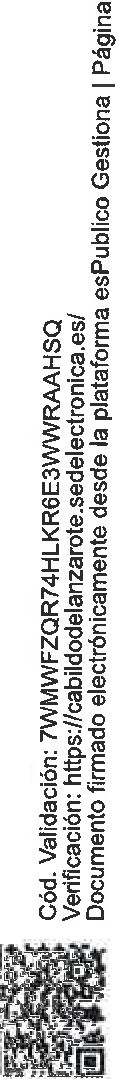 Cód. Validación: 7WMWFZQR74HLKR6E3WWRAAHSQ
Verificación: https://cabildodelanzarote.sedelectronica.es/
Documento firmado electrónicamente desde la plataforma esPublico Gestiona | Página